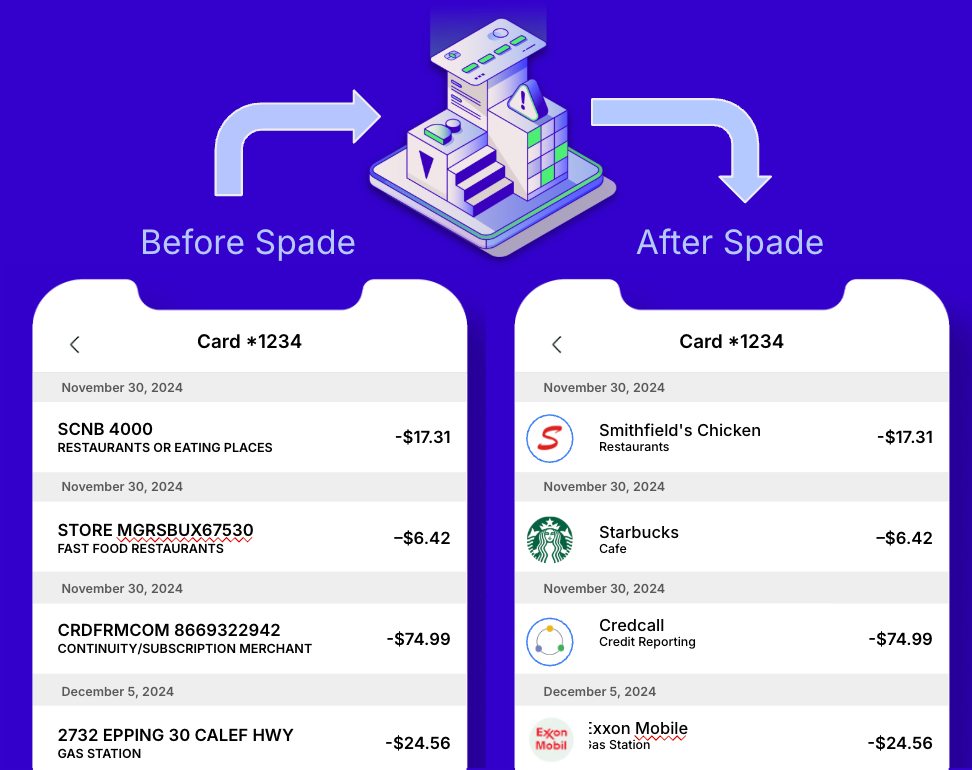 Before Spade
After Spade
Card *1234
November 30, 2024
SCNB 4000
RESTAURANTS OR EATING PLACES
-$17.31
November 30, 2024
STORE MGRSBUX67530
FAST FOOD RESTAURANTS
–$6.42
November 30, 2024
CRDFRMCOM 8669322942
CONTINUITY/SUBSCRIPTION MERCHANT
-$74.99
December 5, 2024
2732 EPPING 30 CALEF HWY
GAS STATION
-$24.56
Card *1234
November 30, 2024
S
Smithfield's Chicken
Restaurants
-$17.31
November 30, 2024
Starbucks
Cafe
–$6.42
November 30, 2024
Credcall
Credit Reporting
-$74.99
December 5, 2024
Exxon
Mobil
Exxon Mobile
Gas Station
-$24.56